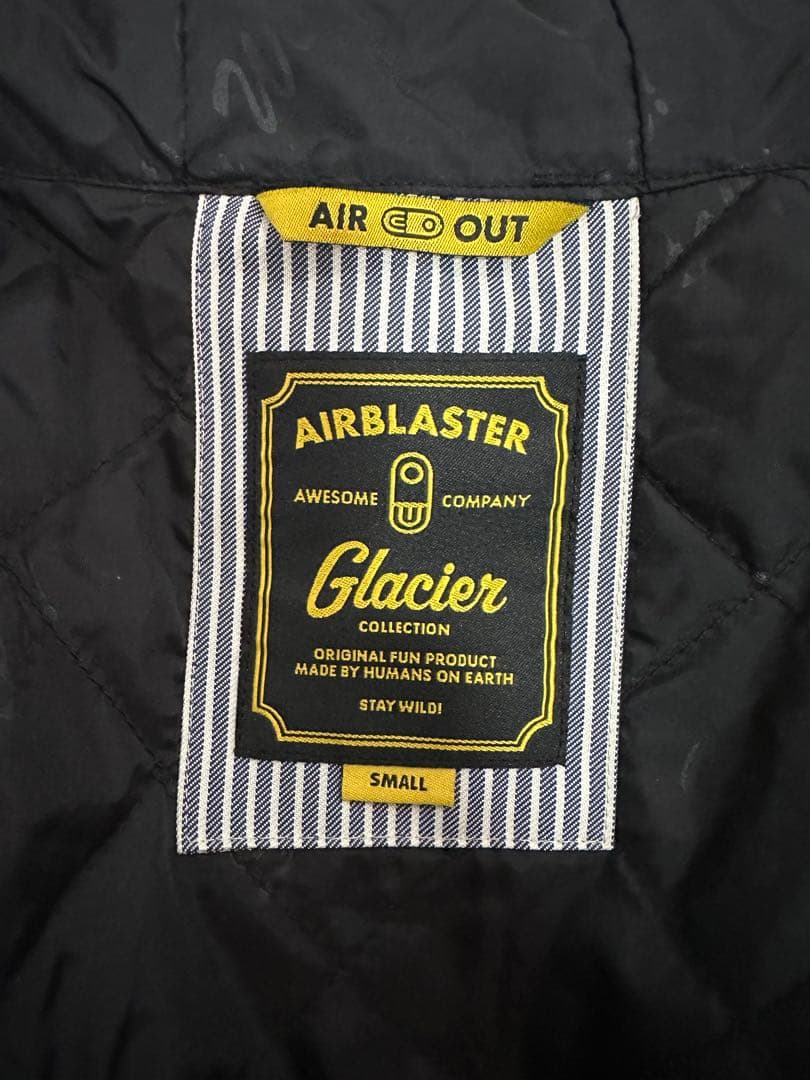 AIR OUT
AIRBLASTER
AWESOME COMPANY
Glacier
COLLECTION
ORIGINAL FUN PRODUCT
MADE BY HUMANS ON EARTH
STAY WILD!
SMALL